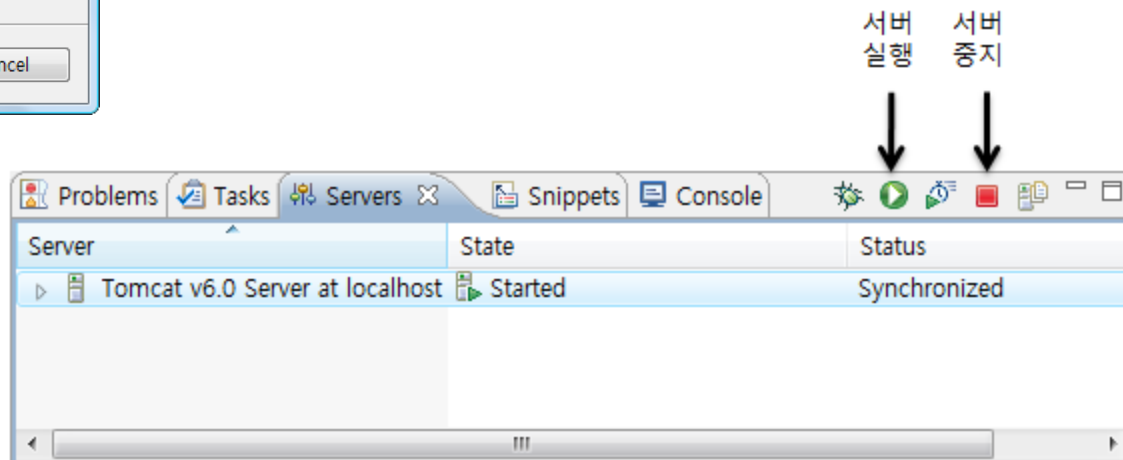 서버 서버
실행 중지
ncel
Problems Tasks Servers Snippets Console
Server State Status
Tomcat v6.0 Server at localhost Started Synchronized